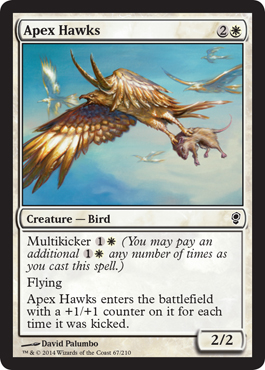 Apex Hawks 2
Creature — Bird
Multikicker 1 (You may pay an
additional 1 any number of times as
you cast this spell.)
Flying
Apex Hawks enters the battlefield
with a +1/+1 counter on it for each
time it was kicked.
David Palumbo
2/2
™ & © 2014 Wizards of the Coast 67/210